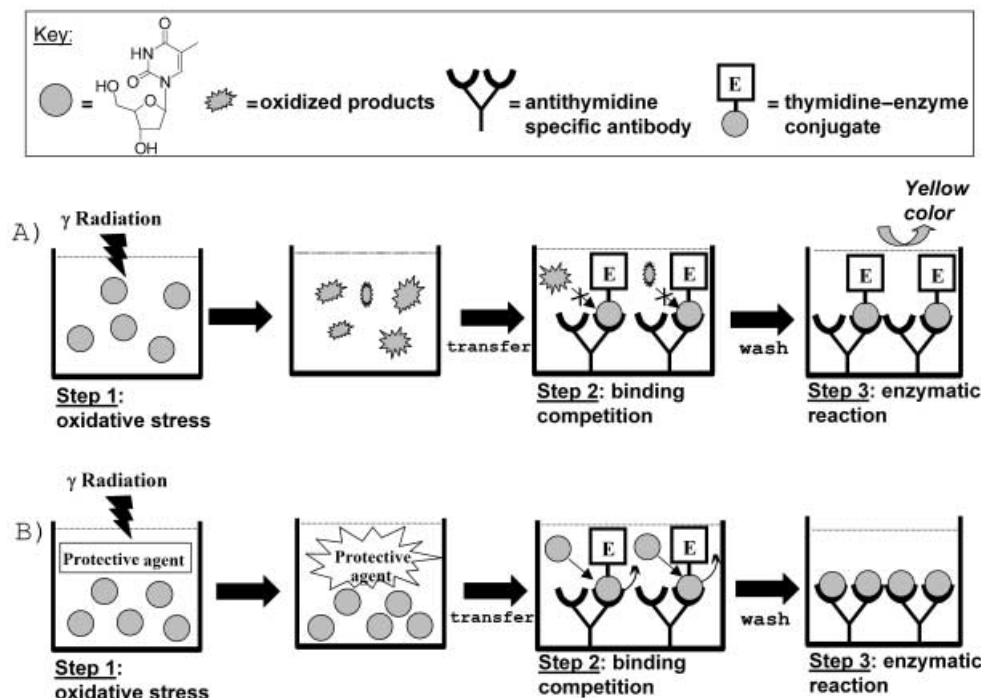 Key:
O
NH
O
N
HO
O
OH
=
=oxidized products
= antithymidine
specific antibody
E
= thymidine–enzyme
conjugate
A)
γ Radiation
Yellow
color
E
E
E
E
transfer
wash
Step 1:
oxidative stress
Step 2: binding
competition
Step 3: enzymatic
reaction
B)
γ Radiation
Protective agent
Protective
agent
E
E
transfer
wash
Step 1:
oxidative stress
Step 2: binding
competition
Step 3: enzymatic
reaction